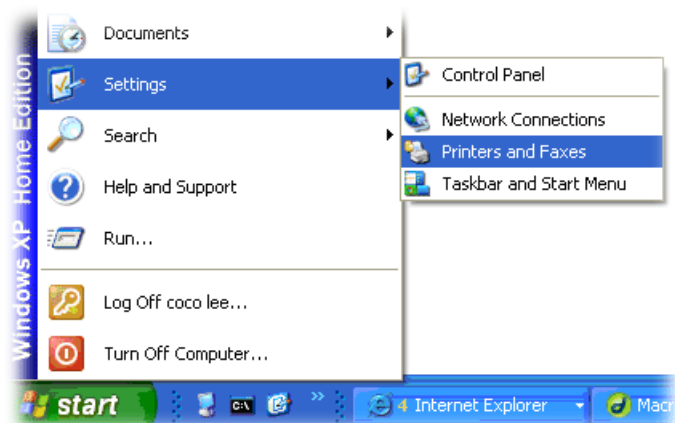 Documents
Settings
Search
Help and Support
Run...
Log Off coco lee...
Turn Off Computer...
Control Panel
Network Connections
Printers and Faxes
Taskbar and Start Menu
Windows XP Home Edition
start
C:\
4 Internet Explorer
Macr